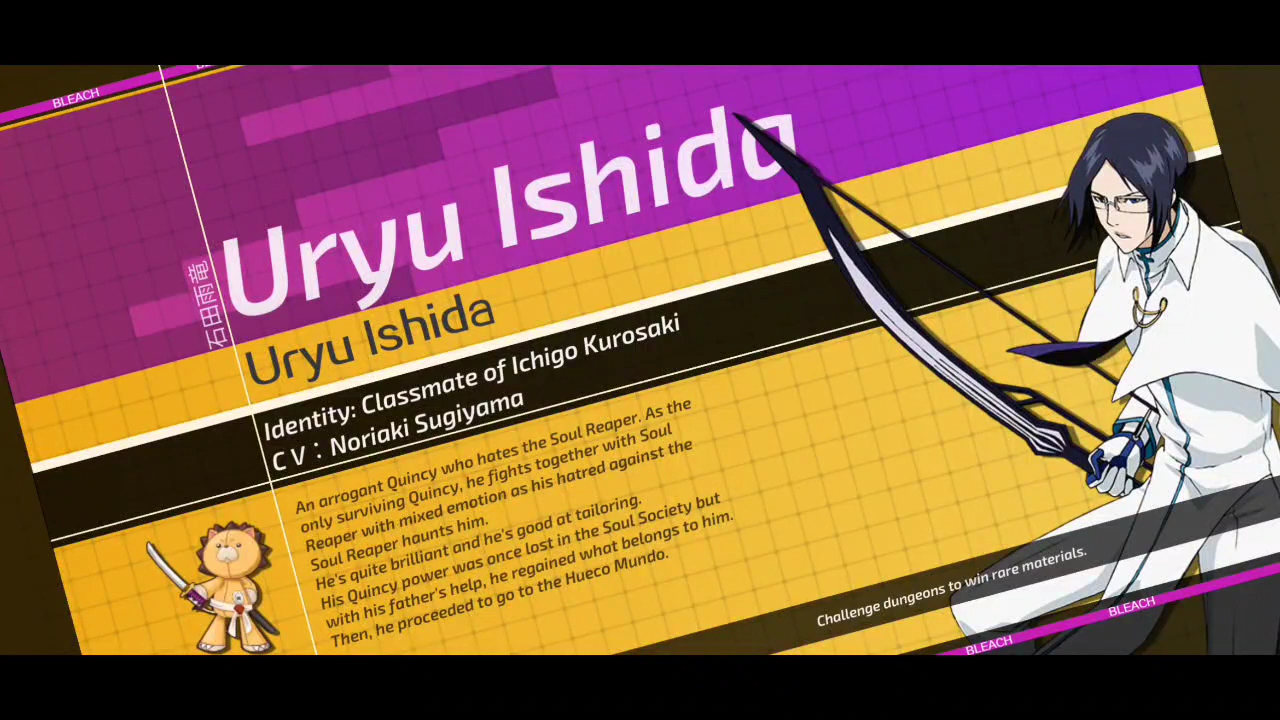 BLEACH
Uryu Ishida
石田雨竜
Uryu Ishida
Identity: Classmate of Ichigo Kurosaki
CV：Noriaki Sugiyama
An arrogant Quincy who hates the Soul Reaper. As the
only surviving Quincy, he fights together with Soul
Reaper with mixed emotion as his hatred against the
Soul Reaper haunts him.
He's quite brilliant and he's good at tailoring.
His Quincy power was once lost in the Soul Society but
with his father's help, he regained what belongs to him.
Then, he proceeded to go to the Hueco Mundo.
Challenge dungeons to win rare materials.
BLEACH
BLEACH